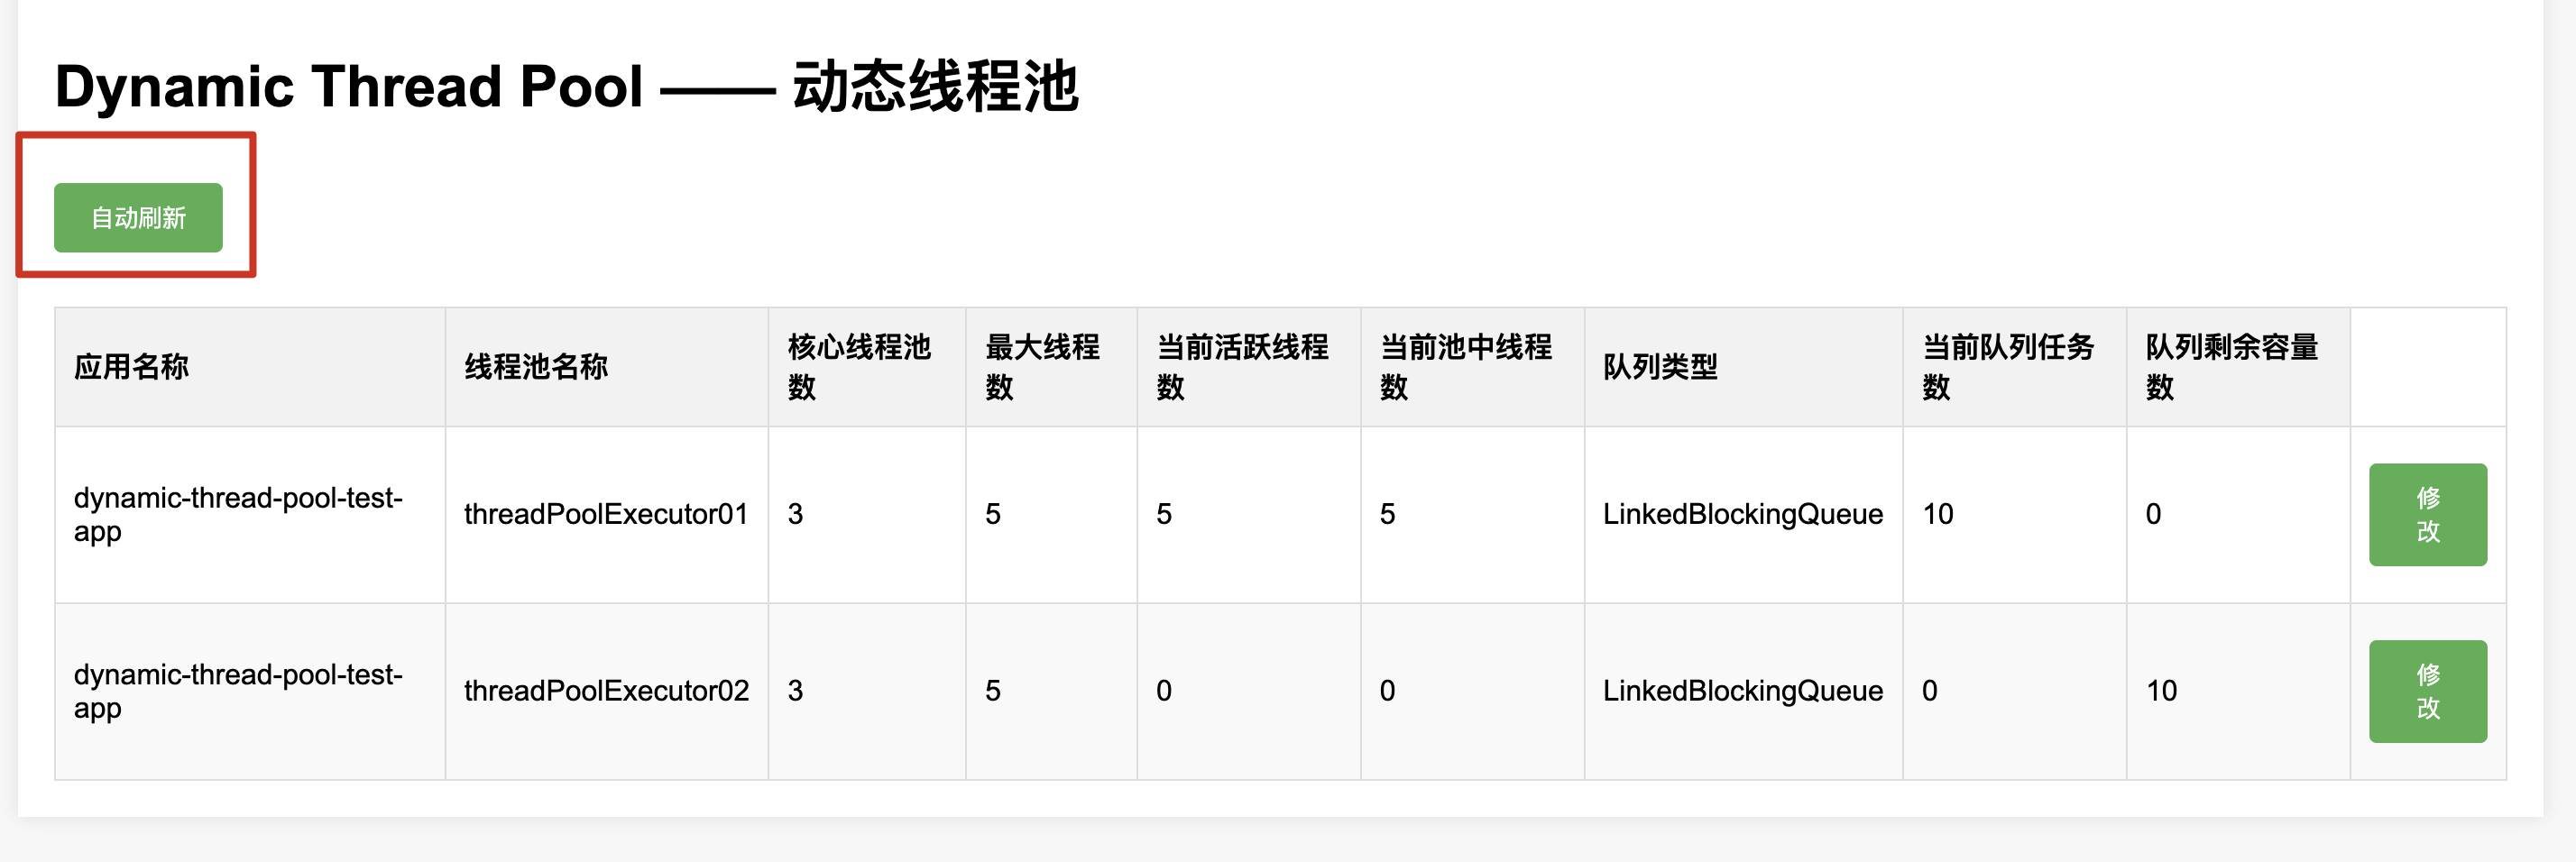 Dynamic Thread Pool —— 动态线程池
自动刷新
应用名称 线程池名称 核心线程池数 最大线程数 当前活跃线程数 当前池中线程数 队列类型 当前队列任务数 队列剩余容量数
dynamic-thread-pool-test-app threadPoolExecutor01 3 5 5 5 LinkedBlockingQueue 10 0 修改
dynamic-thread-pool-test-app threadPoolExecutor02 3 5 0 0 LinkedBlockingQueue 0 10 修改